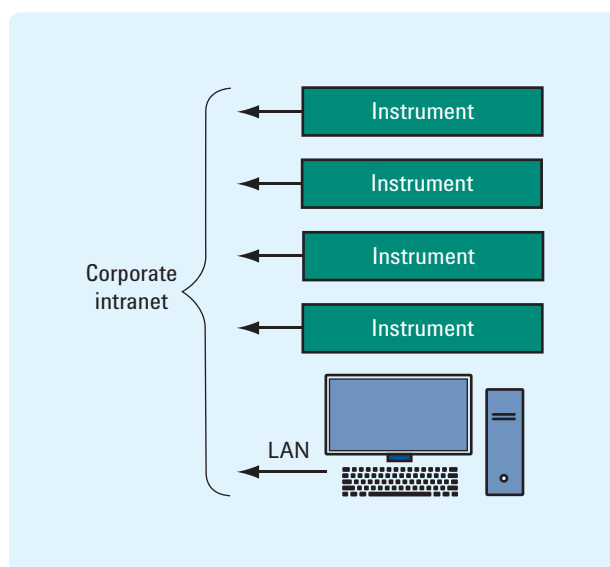 Instrument
Instrument
Instrument
Instrument
Corporate
intranet
LAN